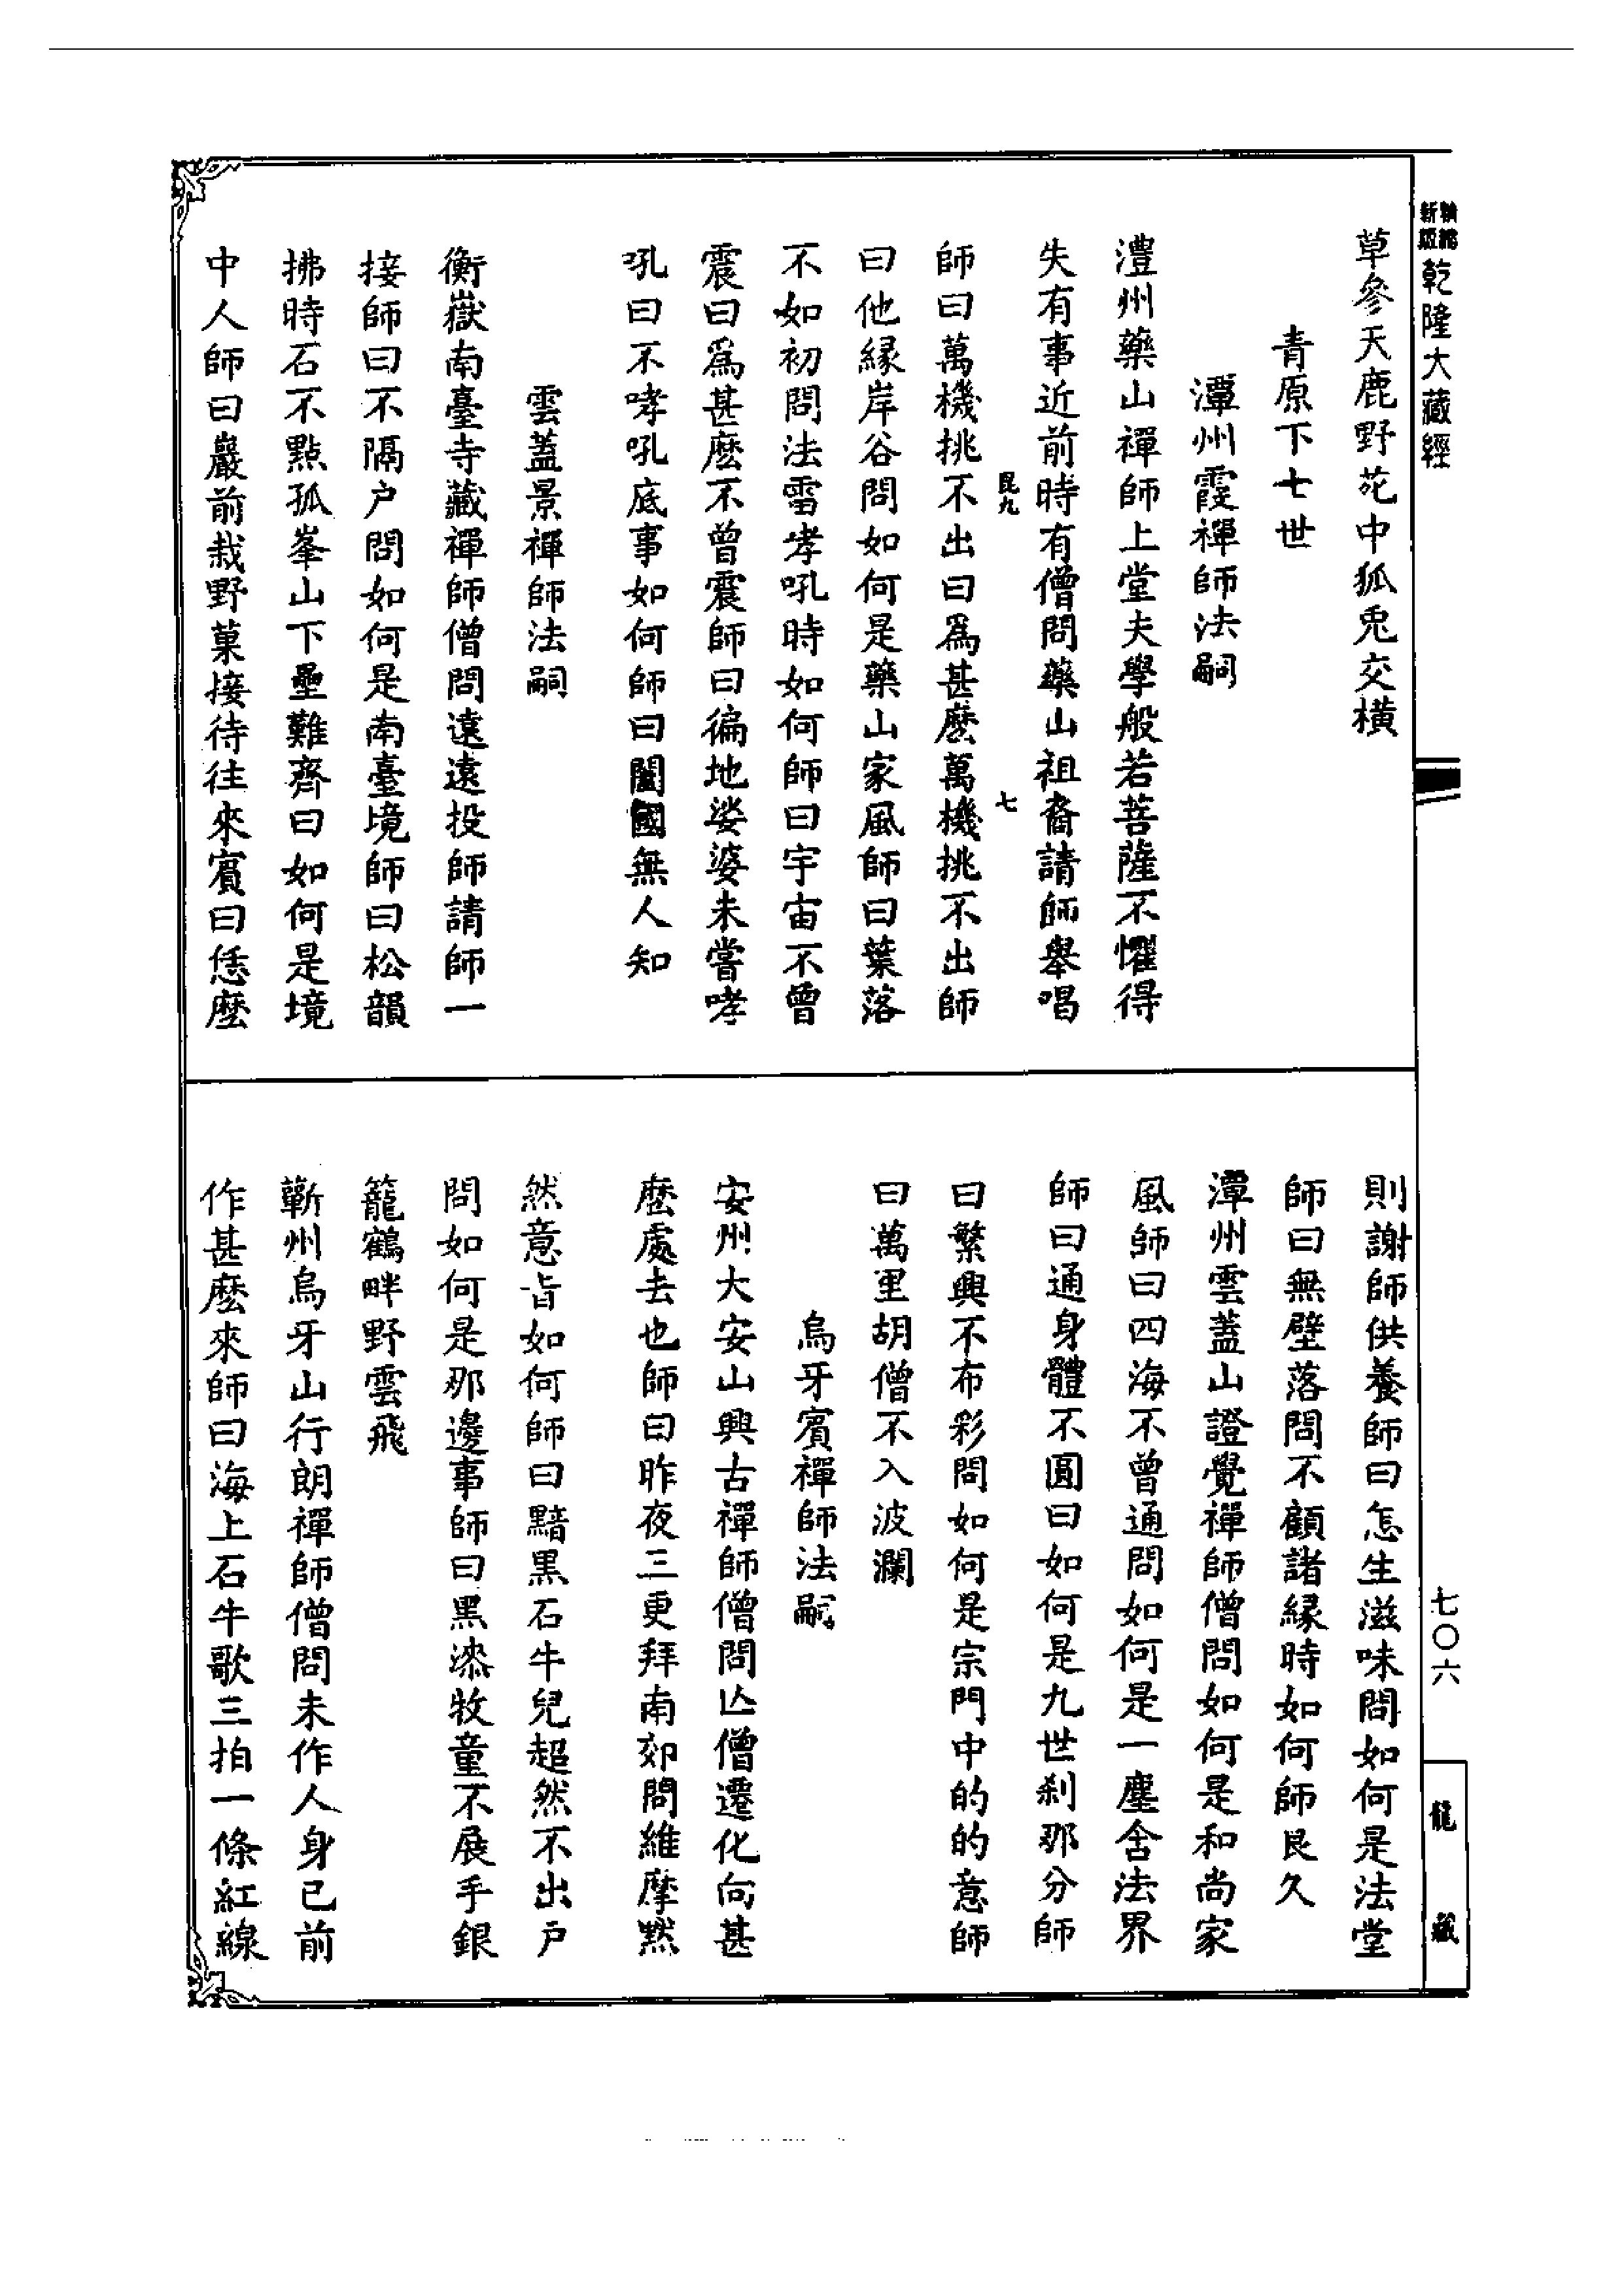 新編縮版
乾隆大藏經
七〇六
龍藏
草參天鹿野苑中狐兎交橫
青原下七世
潭州霞禪師法嗣
澧州藥山禪師上堂夫學般若菩薩不懼得
失有事近前時有僧問藥山祖裔請師舉唱
昆九
七
師曰萬機挑不出曰爲甚麼萬機挑不出師
曰他緣岸谷問如何是藥山家風師曰葉落
不如初問法雷哮吼時如何師曰宇宙不曾
震曰爲甚麼不曾震師曰徧地娑婆未嘗哮
吼曰不哮吼底事如何師曰闔國無人知
雲蓋景禪師法嗣
衡嶽南臺寺藏禪師僧問遠遠投師請師一
接師曰不隔户問如何是南臺境師曰松韻
拂時石不點孤峯山下壘難齊曰如何是境
中人師曰巖前栽野菓接待往來賓曰恁麼
則謝師供養師曰怎生滋味問如何是法堂
師曰無壁落問不顧諸緣時如何師良久
潭州雲蓋山證覺禪師僧問如何是和尚家
風師曰四海不曾通問如何是一塵含法界
師曰通身體不圓曰如何是九世刹那分師
曰繁興不布彩問如何是宗門中的的意師
曰萬里胡僧不入波瀾
烏牙賓禪師法嗣
安州大安山興古禪師僧問亾僧遷化向甚
麼處去也師曰昨夜三更拜南郊問維摩默
然意旨如何師曰黯黑石牛兒超然不出户
問如何是那邊事師曰黑漆牧童不展手銀
籠鶴畔野雲飛
蘄州烏牙山行朗禪師僧問未作人身已前
作甚麼來師曰海上石牛歌三拍一條紅線